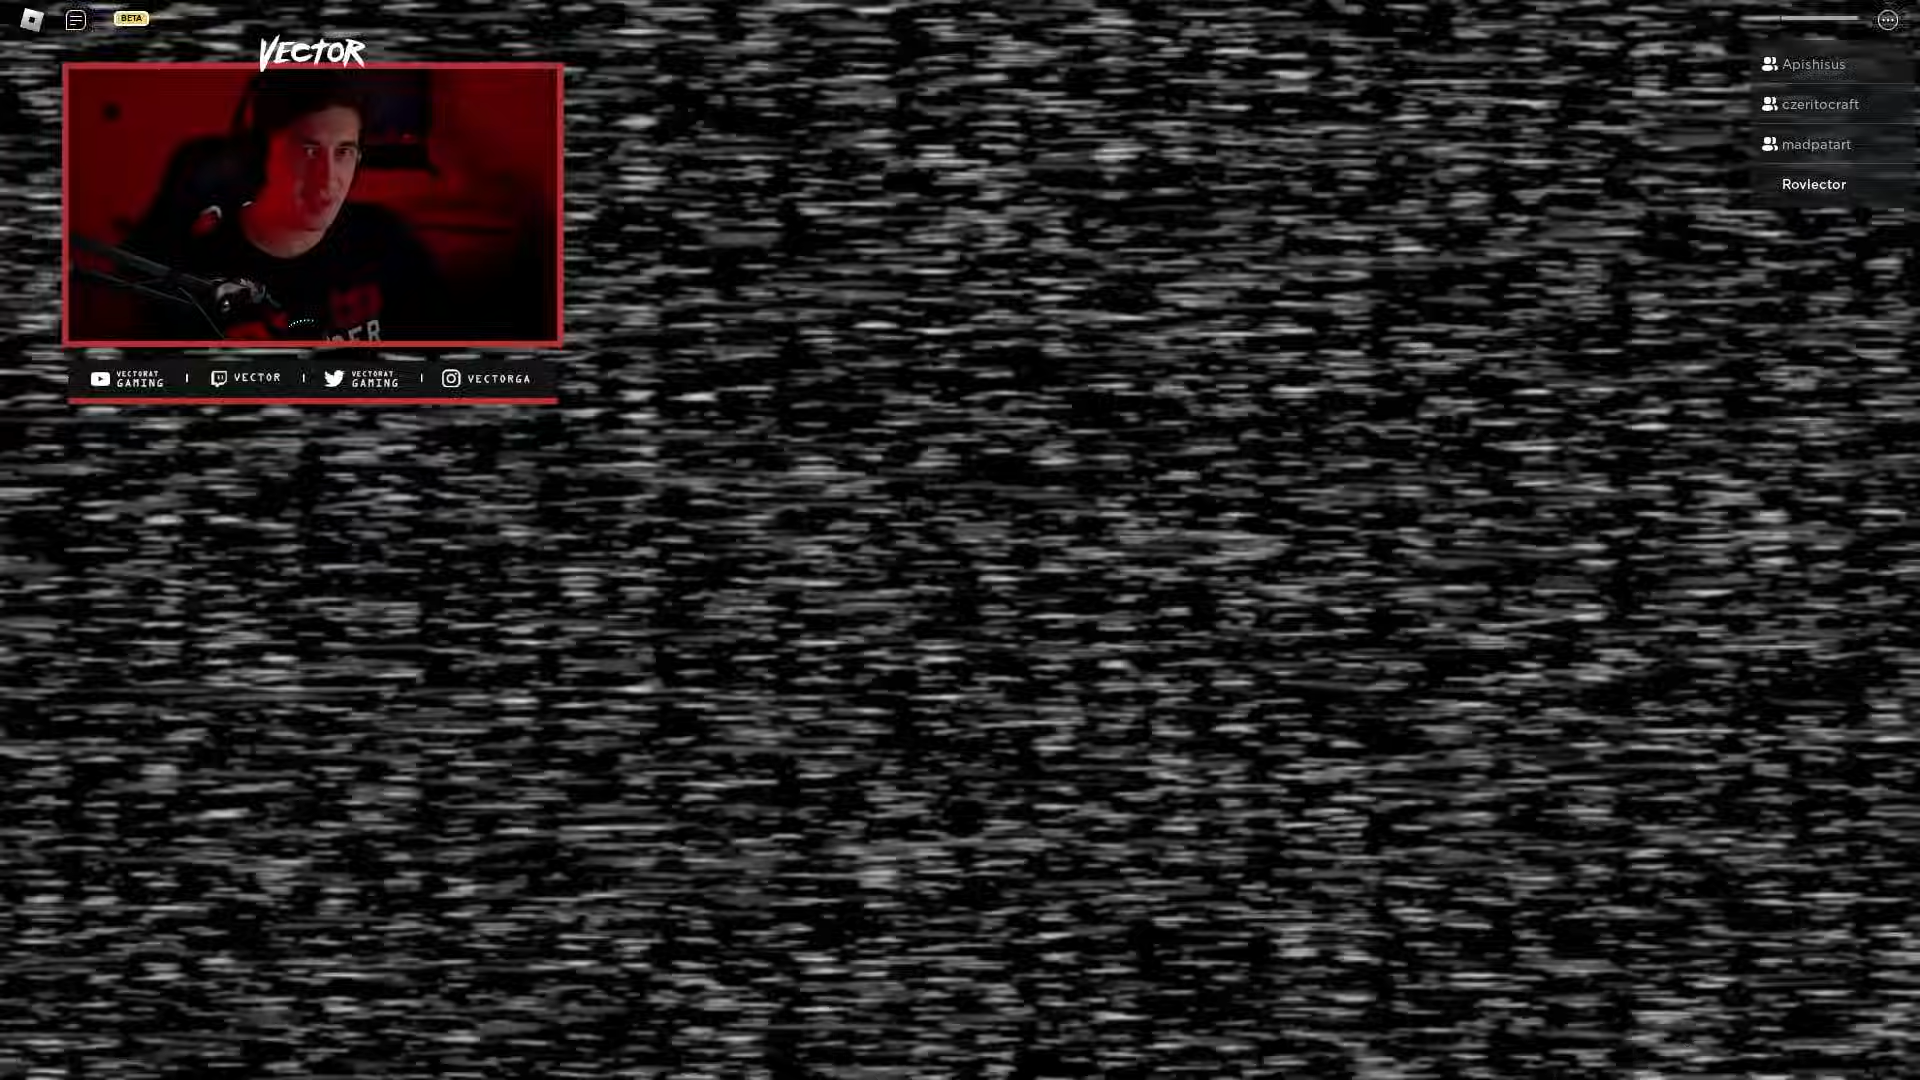 BETA
VECTOR
VECTORAT
GAMING
VECTOR
VECTORAT
GAMING
VECTORGA
Apishisus
czeritocraft
madpatart
Rovlector